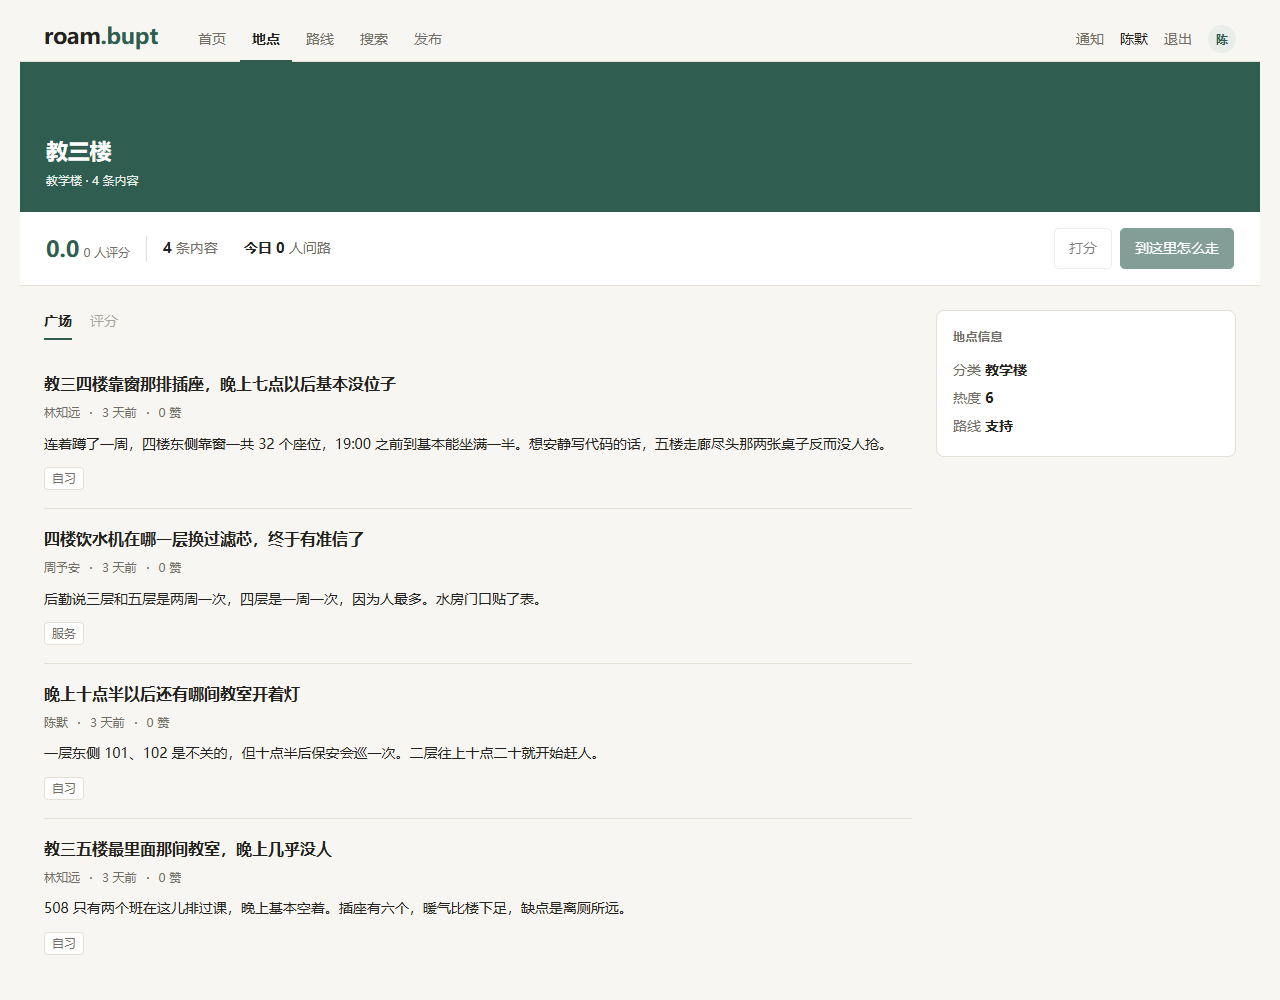 roam.bupt 首页 地点 路线 搜索 发布 通知 陈默 退出 陈
教三楼
教学楼 · 4 条内容
0.0 0 人评分 4 条内容 今日 0 人问路 打分 到这里怎么走
广场 评分
教三四楼靠窗那排插座，晚上七点以后基本没位子
林知远 · 3 天前 · 0 赞
连着蹲了一周，四楼东侧靠窗一共 32 个座位，19:00 之前到基本能坐满一半。想安静写代码的话，五楼走廊尽头那两张桌子反而没人抢。
自习
四楼饮水机在哪一层换过滤芯，终于有准信了
周予安 · 3 天前 · 0 赞
后勤说三层和五层是两周一次，四层是一周一次，因为人最多。水房门口贴了表。
服务
晚上十点半以后还有哪间教室开着灯
陈默 · 3 天前 · 0 赞
一层东侧 101、102 是不关的，但十点半后保安会巡一次。二层往上十点二十就开始赶人。
自习
教三五楼最里面那间教室，晚上几乎没人
林知远 · 3 天前 · 0 赞
508 只有两个班在这儿排过课，晚上基本空着。插座有六个，暖气比楼下足，缺点是离厕所远。
自习
地点信息
分类 教学楼
热度 6
路线 支持